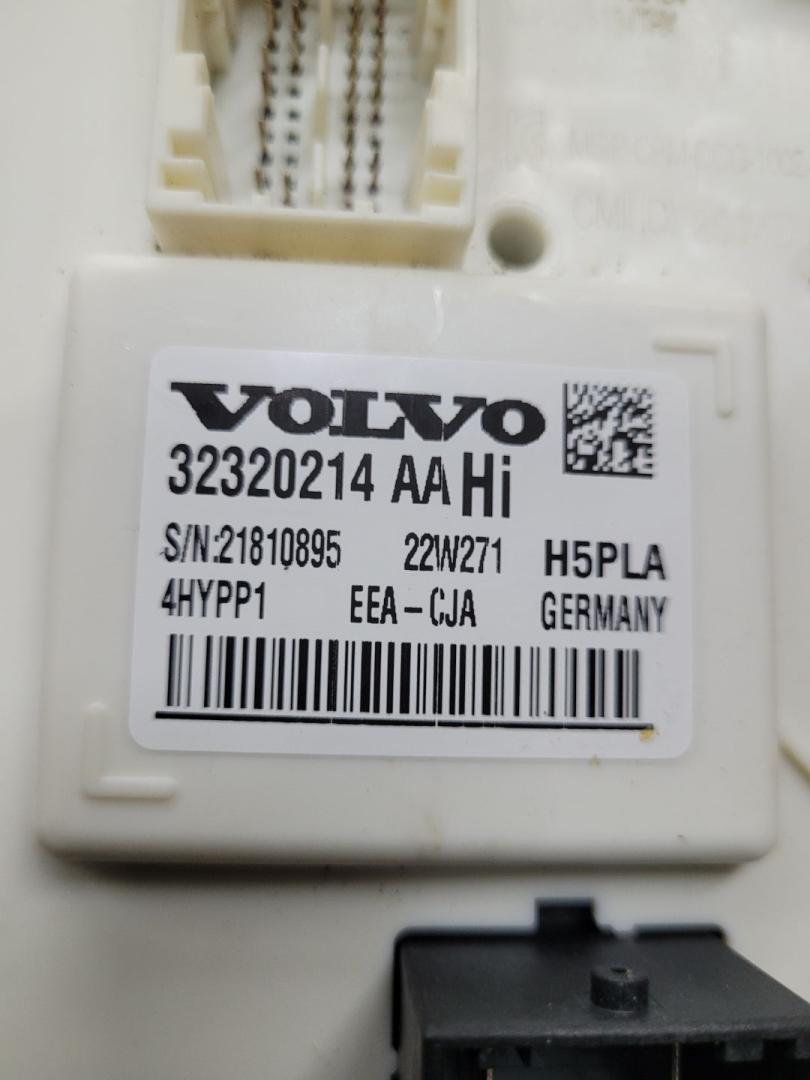 VOLVO
32320214 AA Hi
S/N:21810895 22W271 H5PLA
4HYPP1 EEA-CJA GERMANY